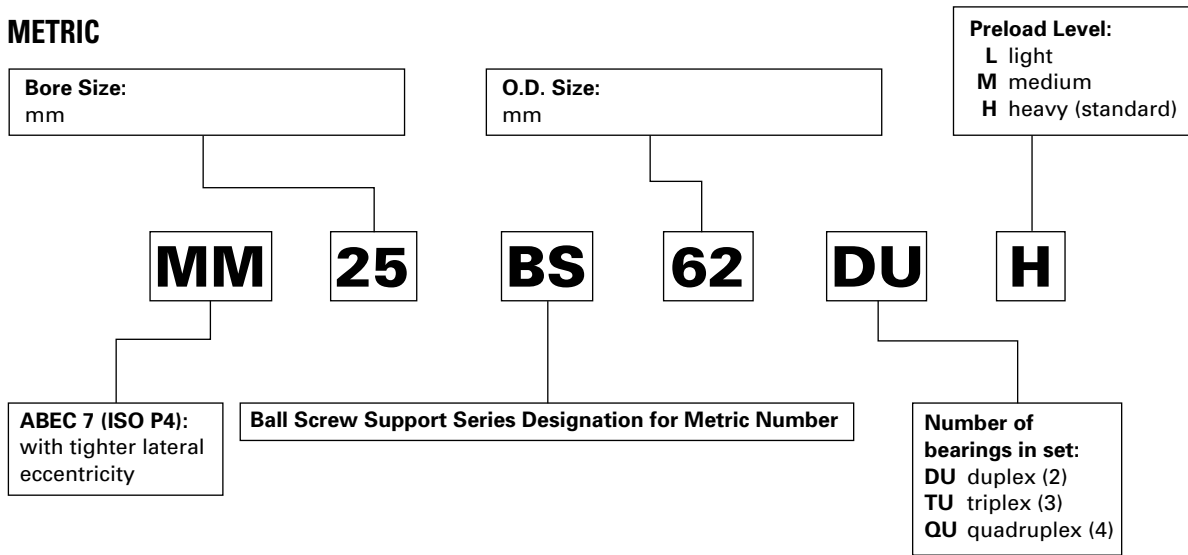 METRIC
Bore Size:
mm
O.D. Size:
mm
Preload Level:
L light
M medium
H heavy (standard)
MM 25 BS 62 DU H
ABEC 7 (ISO P4):
with tighter lateral
eccentricity
Ball Screw Support Series Designation for Metric Number
Number of
bearings in set:
DU duplex (2)
TU triplex (3)
QU quadruplex (4)